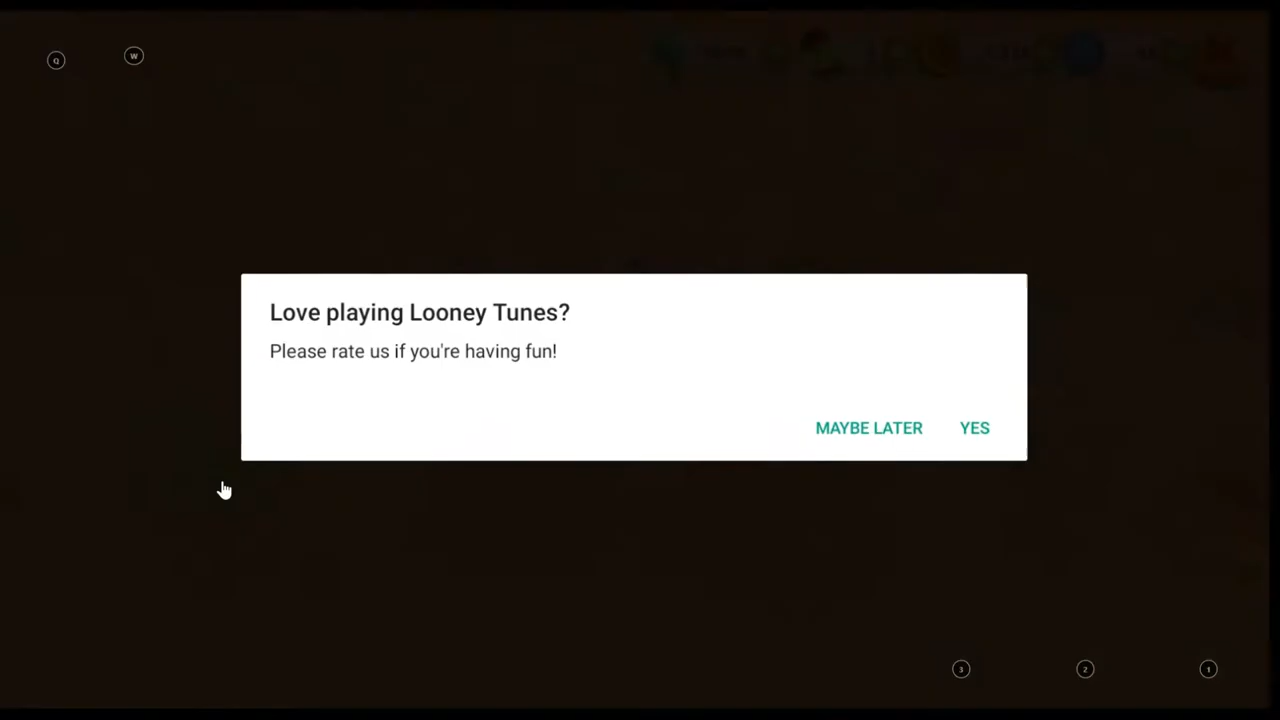 Q W
Love playing Looney Tunes?
Please rate us if you're having fun!
MAYBE LATER YES
3 2 1